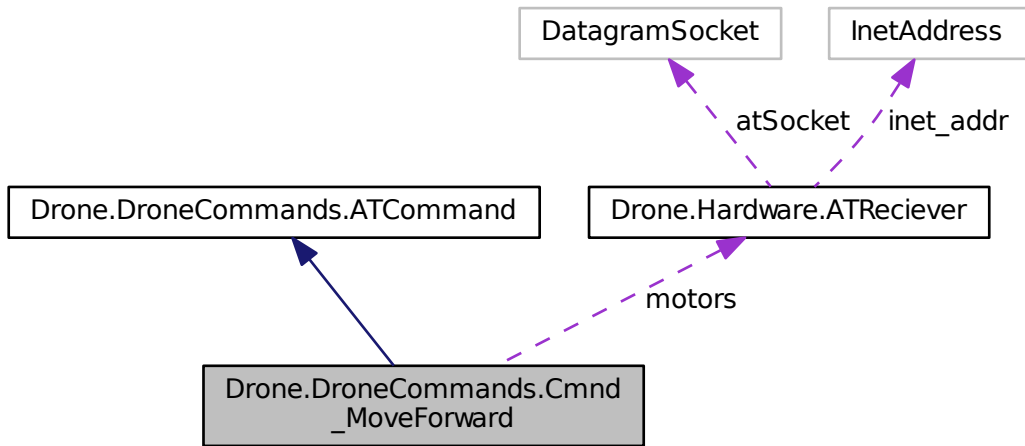 DatagramSocket
InetAddress
atSocket
inet_addr
Drone.DroneCommands.ATCommand
Drone.Hardware.ATReciever
motors
Drone.DroneCommands.Cmnd
_MoveForward